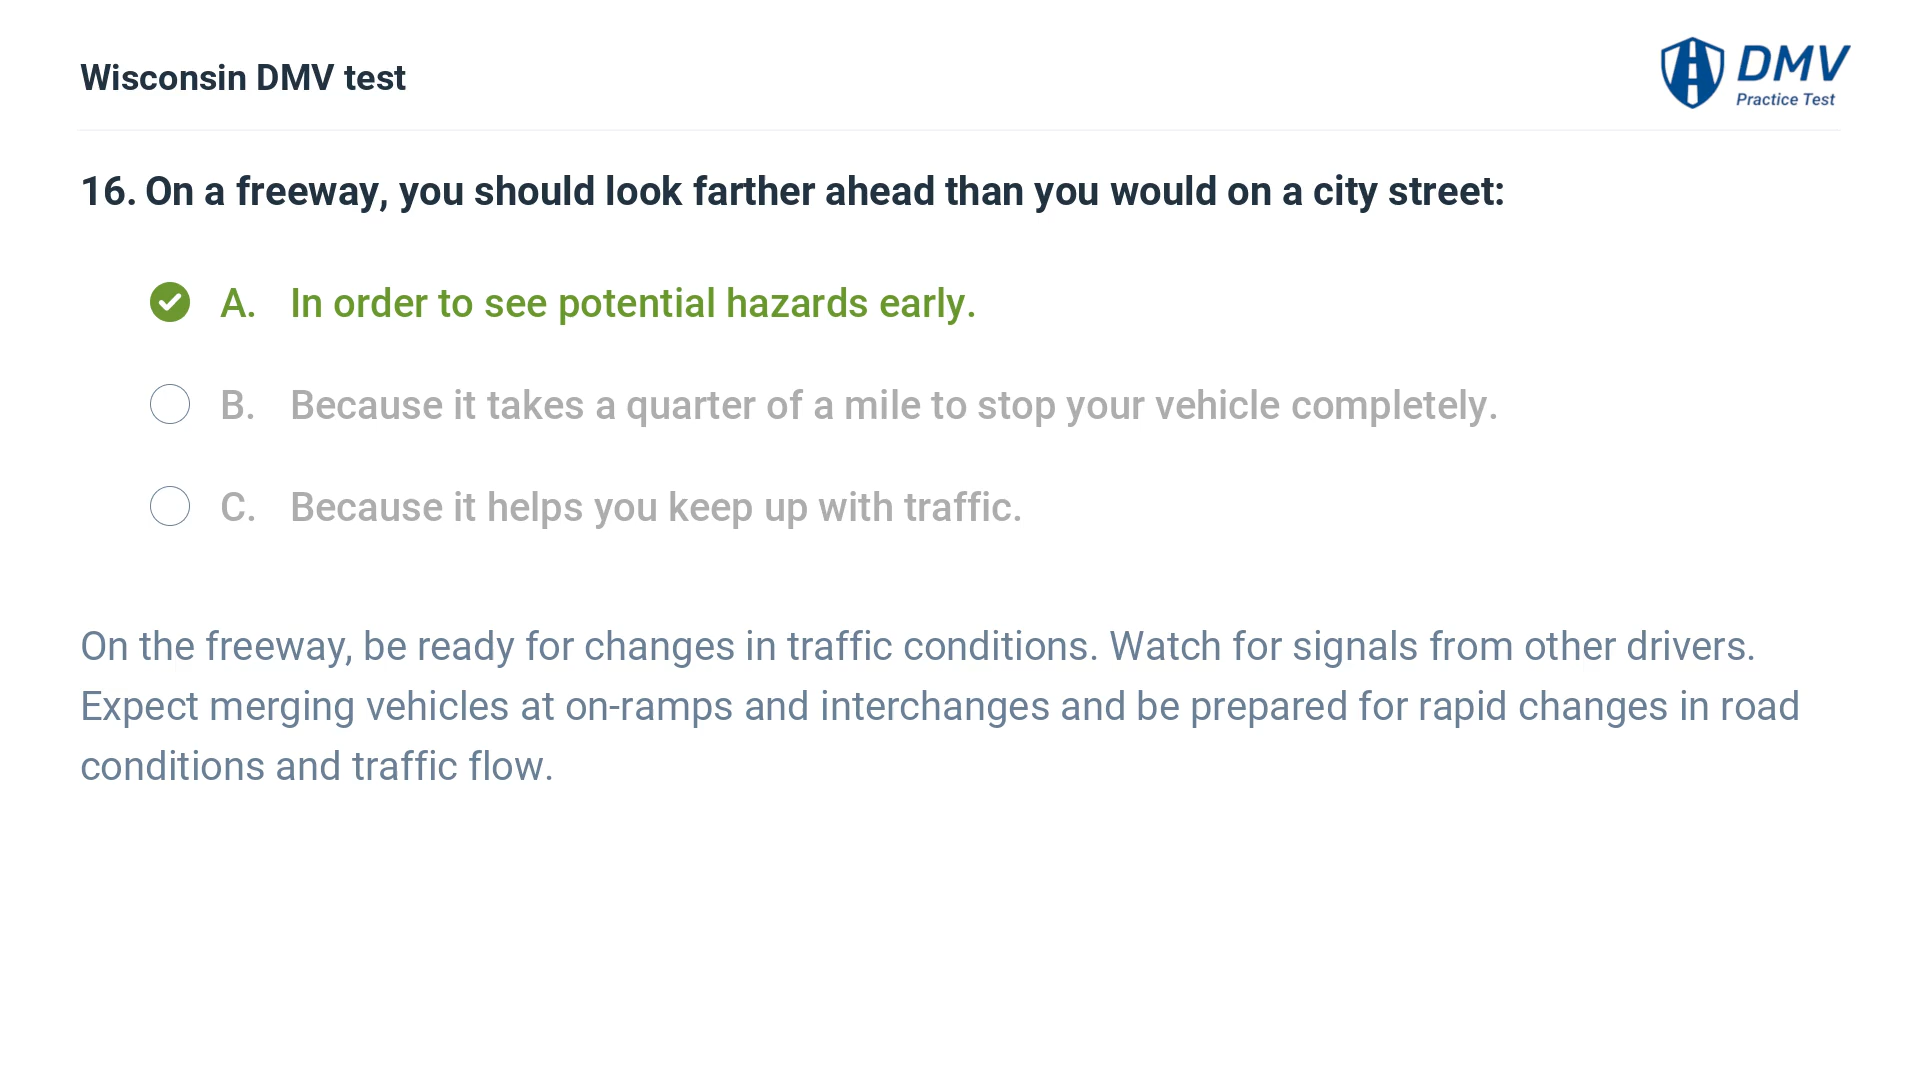 Wisconsin DMV test
DMV
Practice Test
16. On a freeway, you should look farther ahead than you would on a city street:
A. In order to see potential hazards early.
B. Because it takes a quarter of a mile to stop your vehicle completely.
C. Because it helps you keep up with traffic.
On the freeway, be ready for changes in traffic conditions. Watch for signals from other drivers.
Expect merging vehicles at on-ramps and interchanges and be prepared for rapid changes in road
conditions and traffic flow.